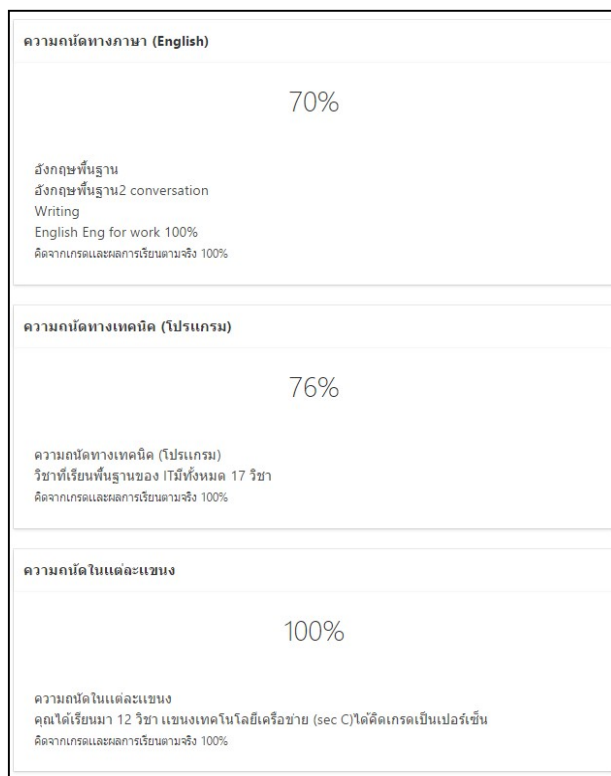 ความถนัดทางภาษา (English)
70%
อังกฤษพื้นฐาน
อังกฤษพื้นฐาน2 conversation
Writing
English Eng for work 100%
คิดจากเกรดและผลการเรียนตามจริง 100%
ความถนัดทางเทคนิค (โปรแกรม)
76%
ความถนัดทางเทคนิค (โปรแกรม)
วิชาที่เรียนพื้นฐานของ ITมีทั้งหมด 17 วิชา
คิดจากเกรดและผลการเรียนตามจริง 100%
ความถนัดในแต่ละแขนง
100%
ความถนัดในแต่ละแขนง
คุณได้เรียนมา 12 วิชา แขนงเทคโนโลยีเครือข่าย (sec C)ได้คิดเกรดเป็นเปอร์เซ็น
คิดจากเกรดและผลการเรียนตามจริง 100%